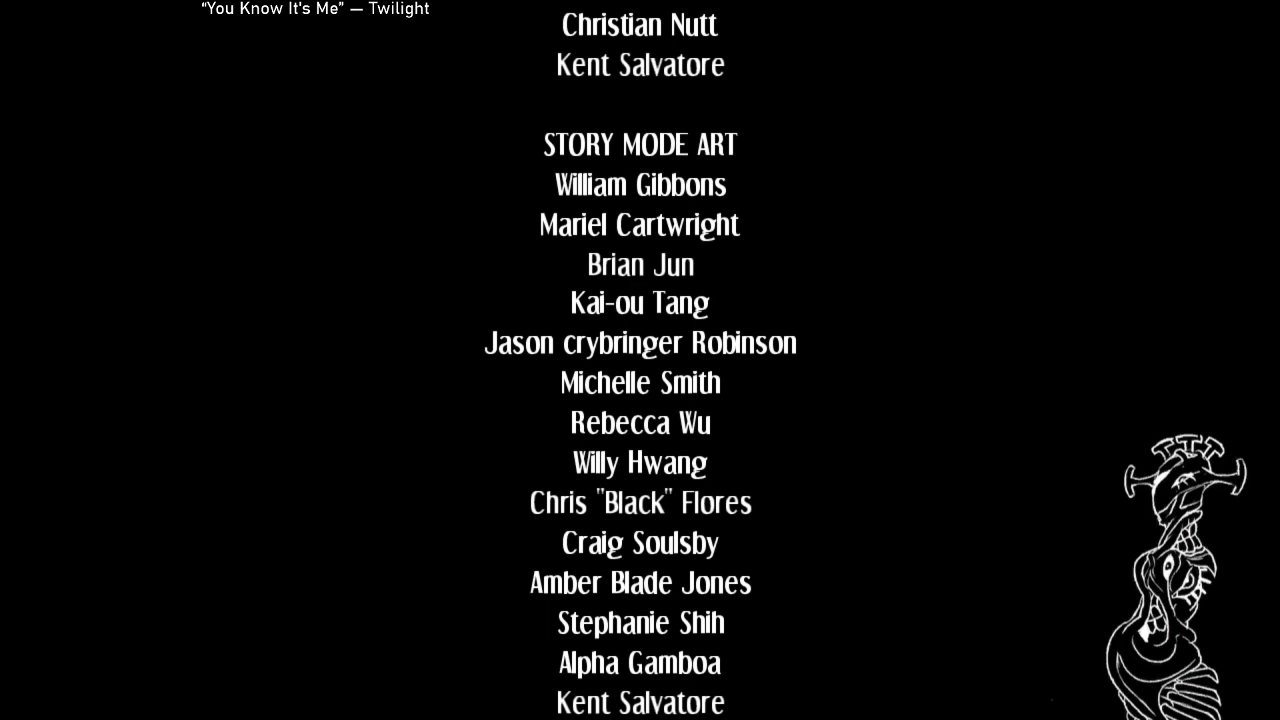 “You Know It's Me” — Twilight
Christian Nutt
Kent Salvatore
STORY MODE ART
William Gibbons
Mariel Cartwright
Brian Jun
Kai-ou Tang
Jason crybringer Robinson
Michelle Smith
Rebecca Wu
Willy Hwang
Chris "Black" Flores
Craig Soulsby
Amber Blade Jones
Stephanie Shih
Alpha Gamboa
Kent Salvatore